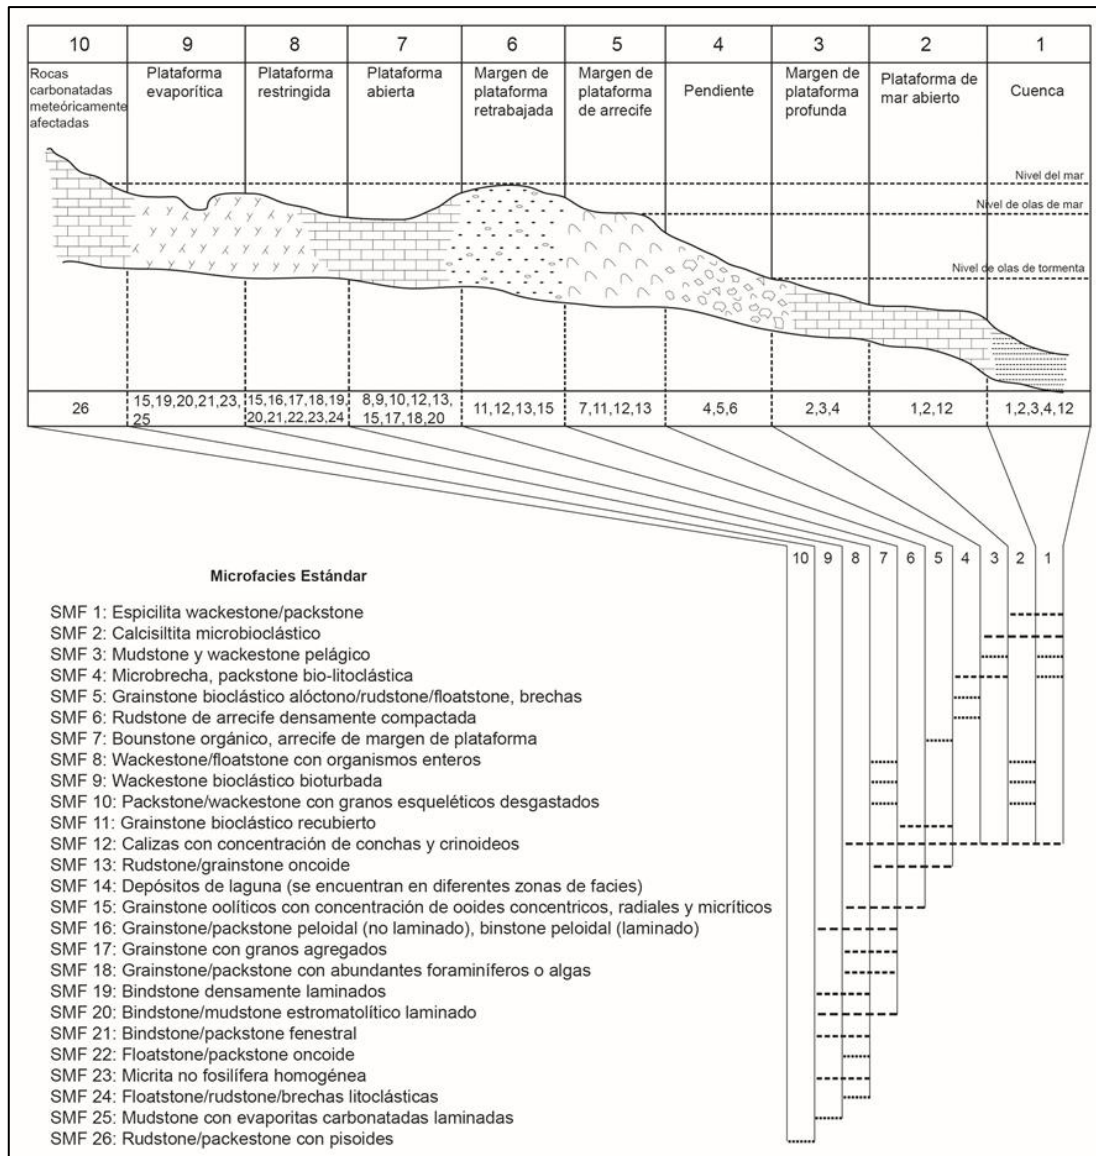 10 9 8 7 6 5 4 3 2 1
Rocas
carbonatadas
meteóricamente
afectadas
Plataforma
evaporítica
Plataforma
restringida
Plataforma
abierta
Margen de
plataforma
retrabajada
Margen de
plataforma
de arrecife
Pendiente
Margen de
plataforma
profunda
Plataforma de
mar abierto
Cuenca
Nivel del mar
Nivel de olas de mar
Nivel de olas de tormenta
26
15,19,20,21,23,
25
15,16,17,18,19,
20,21,22,23,24
8,9,10,12,13,
15,17,18,20
11,12,13,15
7,11,12,13
4,5,6
2,3,4
1,2,12
1,2,3,4,12
10 9 8 7 6 5 4 3 2 1
Microfacies Estándar
SMF 1: Espicilita wackestone/packstone
SMF 2: Calcisiltita microbioclástico
SMF 3: Mudstone y wackestone pelágico
SMF 4: Microbrecha, packstone bio-litoclástica
SMF 5: Grainstone bioclástico alóctono/rudstone/floatstone, brechas
SMF 6: Rudstone de arrecife densamente compactada
SMF 7: Bounstone orgánico, arrecife de margen de plataforma
SMF 8: Wackestone/floatstone con organismos enteros
SMF 9: Wackestone bioclástico bioturbada
SMF 10: Packstone/wackestone con granos esqueléticos desgastados
SMF 11: Grainstone bioclástico recubierto
SMF 12: Calizas con concentración de conchas y crinoideos
SMF 13: Rudstone/grainstone oncoide
SMF 14: Depósitos de laguna (se encuentran en diferentes zonas de facies)
SMF 15: Grainstone oolíticos con concentración de ooides concentricos, radiales y micríticos
SMF 16: Grainstone/packstone peloidal (no laminado), binstone peloidal (laminado)
SMF 17: Grainstone con granos agregados
SMF 18: Grainstone/packstone con abundantes foraminíferos o algas
SMF 19: Bindstone densamente laminados
SMF 20: Bindstone/mudstone estromatolítico laminado
SMF 21: Bindstone/packstone fenestral
SMF 22: Floatstone/packstone oncoide
SMF 23: Micrita no fosilífera homogénea
SMF 24: Floatstone/rudstone/brechas litoclásticas
SMF 25: Mudstone con evaporitas carbonatadas laminadas
SMF 26: Rudstone/packestone con pisoides